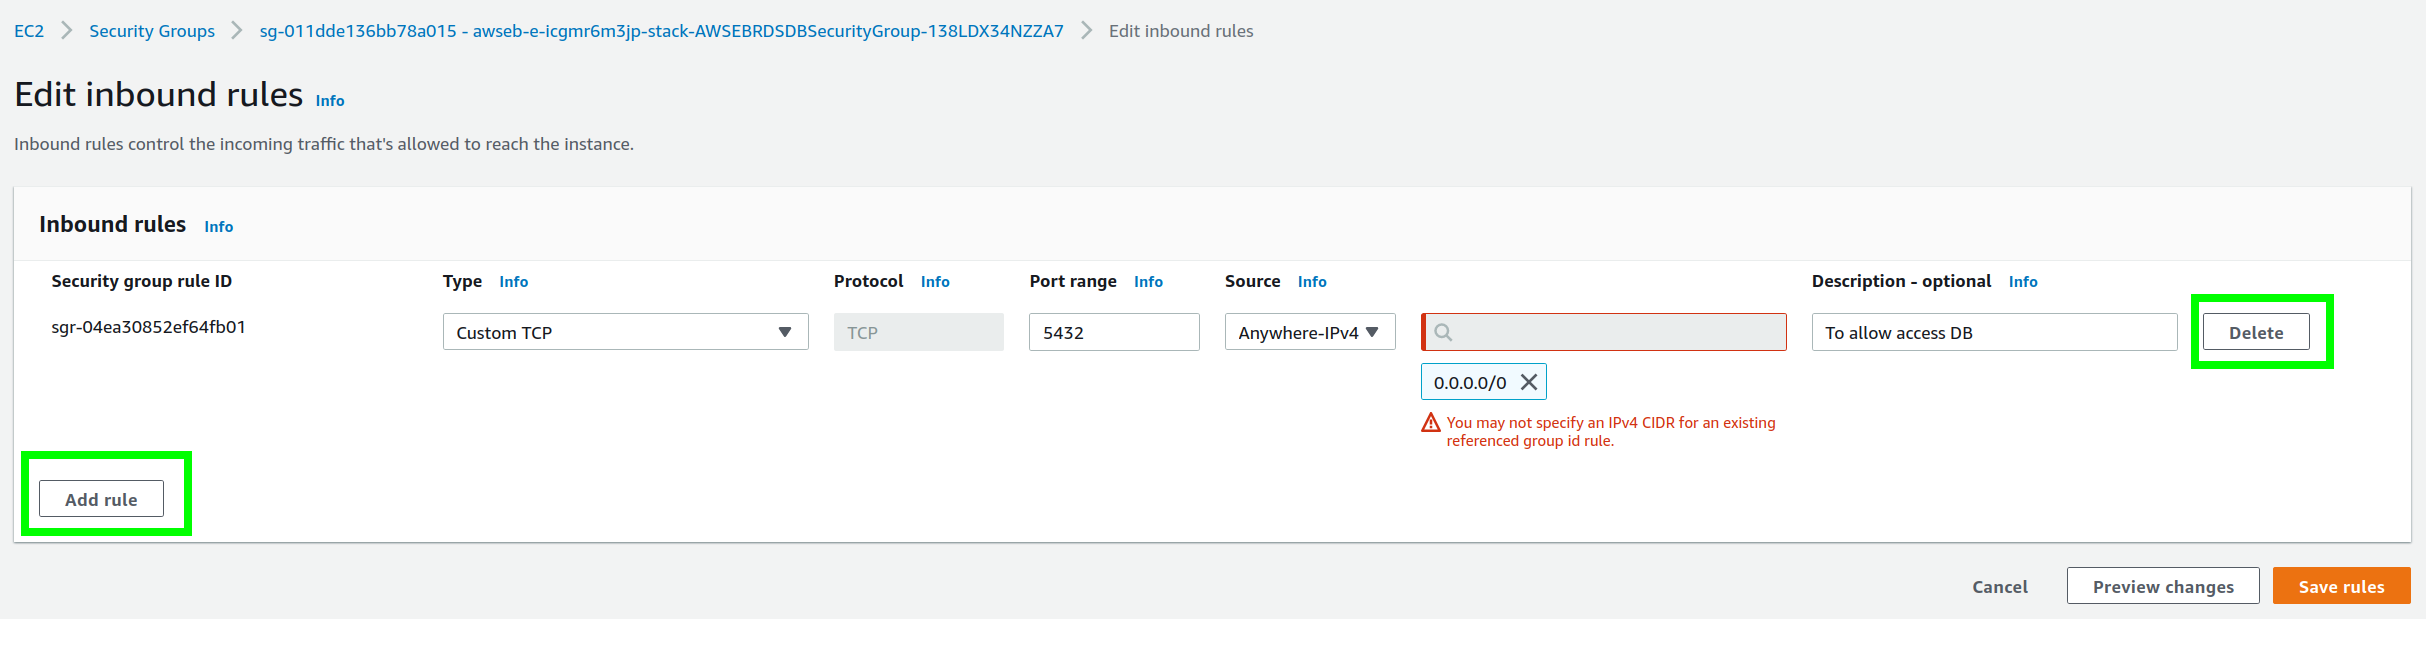 EC2 > Security Groups > sg-011dde136bb78a015 - awseb-e-icgmr6m3jp-stack-AWSEBRDSDBSecurityGroup-138LDX34NZZA7 > Edit inbound rules
Edit inbound rules Info
Inbound rules control the incoming traffic that's allowed to reach the instance.
Inbound rules Info
Security group rule ID Type Info Protocol Info Port range Info Source Info Description - optional Info
sgr-04ea30852ef64fb01 Custom TCP TCP 5432 Anywhere-IPv4 To allow access DB Delete
0.0.0.0/0
You may not specify an IPv4 CIDR for an existing
referenced group id rule.
Add rule
Cancel Preview changes Save rules